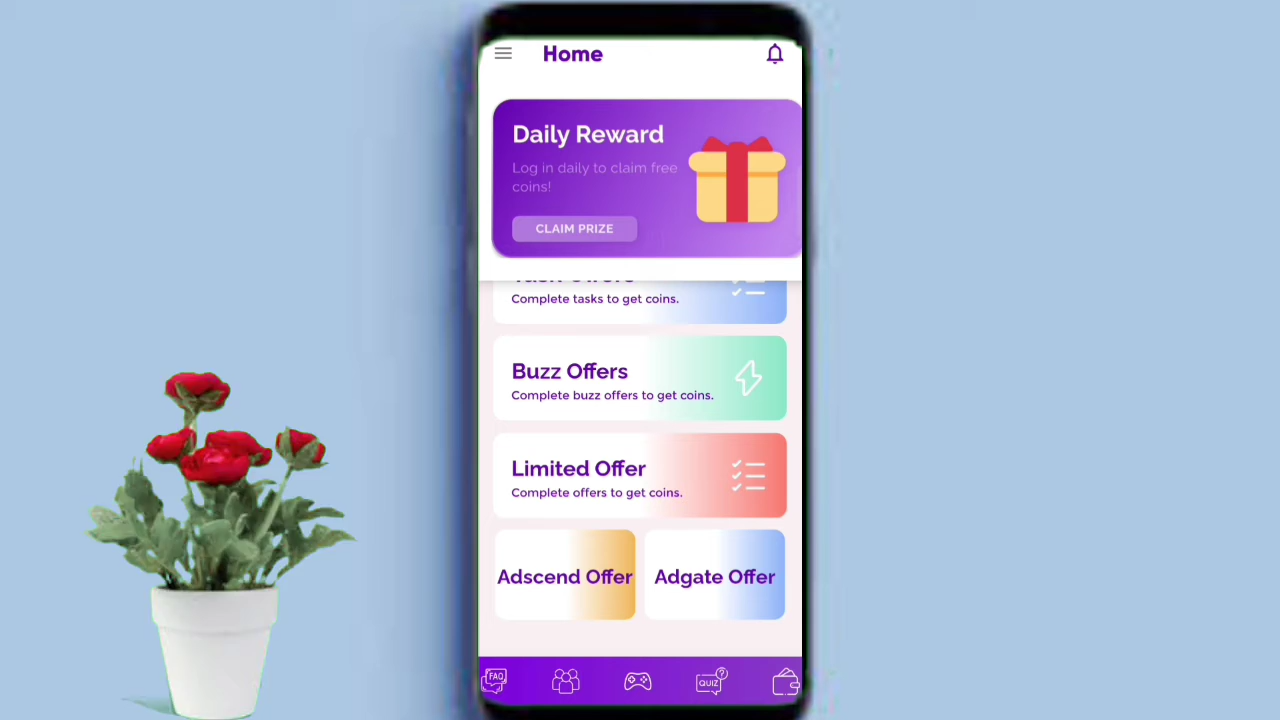 Home
Daily Reward
Log in daily to claim free
coins!
CLAIM PRIZE
Complete tasks to get coins.
Buzz Offers
Complete buzz offers to get coins.
Limited Offer
Complete offers to get coins.
Adscend Offer
Adgate Offer
FAQ
QUIZ
?